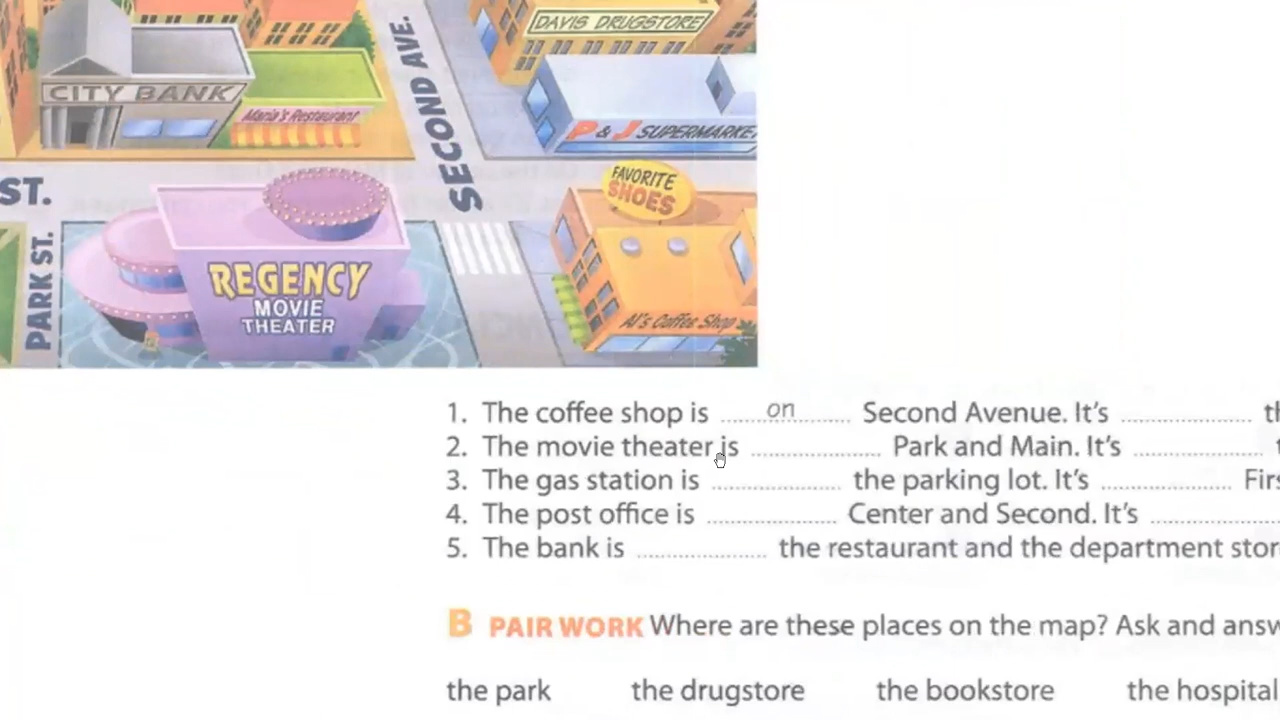 DAVIS DRUGSTORE
SECOND AVE.
CITY BANK
Maria's Restaurant
P & J SUPERMARKE
ST.
FAVORITE
SHOES
PARK ST.
REGENCY
MOVIE
THEATER
Al's Coffee Shop
1. The coffee shop is on Second Avenue. It's
2. The movie theater is Park and Main. It's
3. The gas station is the parking lot. It's
4. The post office is Center and Second. It's
5. The bank is the restaurant and the department
B PAIR WORK Where are these places on the map? Ask and
the park the drugstore the bookstore the hospital